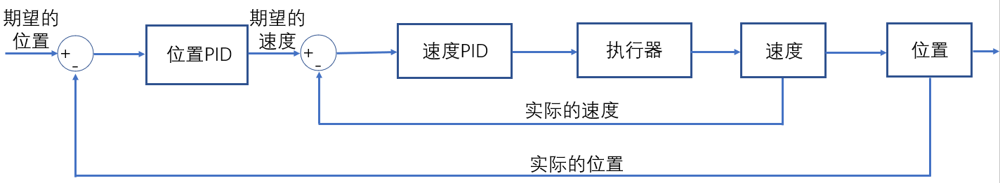 期望的
位置
+
-
位置PID
期望的
速度
+
-
速度PID
执行器
速度
位置
实际的速度
实际的位置